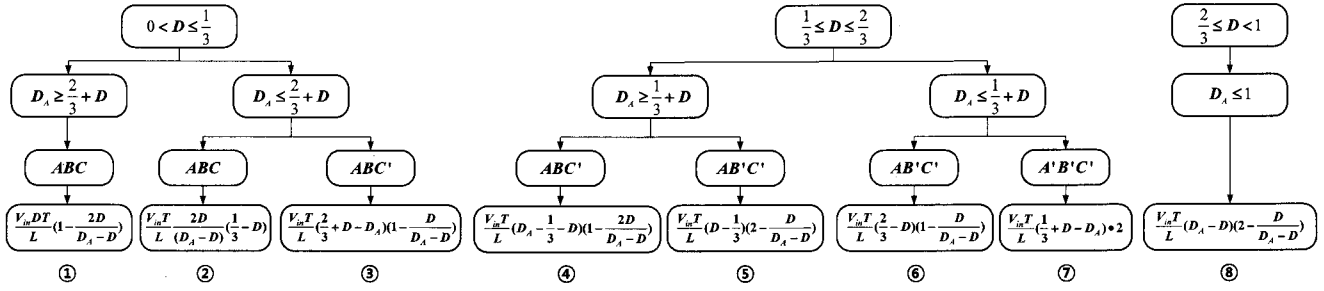 0 < D ≤ 1/3
1/3 ≤ D ≤ 2/3
2/3 ≤ D < 1
D_A ≥ 2/3 + D
D_A ≤ 2/3 + D
D_A ≥ 1/3 + D
D_A ≤ 1/3 + D
D_A ≤ 1
ABC
ABC
ABC'
ABC'
AB'C'
AB'C'
A'B'C'
V_in DT/L (1 - 2D/(D_A - D))
V_in T/L 2D/(D_A - D) (1/3 - D)
V_in T/L (2/3 + D - D_A)(1 - D/(D_A - D))
V_in T/L (D_A - 1/3 - D)(1 - 2D/(D_A - D))
V_in T/L (D - 1/3)(2 - D/(D_A - D))
V_in T/L (2/3 - D)(1 - D/(D_A - D))
V_in T/L (1/3 + D - D_A) • 2
V_in T/L (D_A - D)(2 - D/(D_A - D))
① ② ③ ④ ⑤ ⑥ ⑦ ⑧